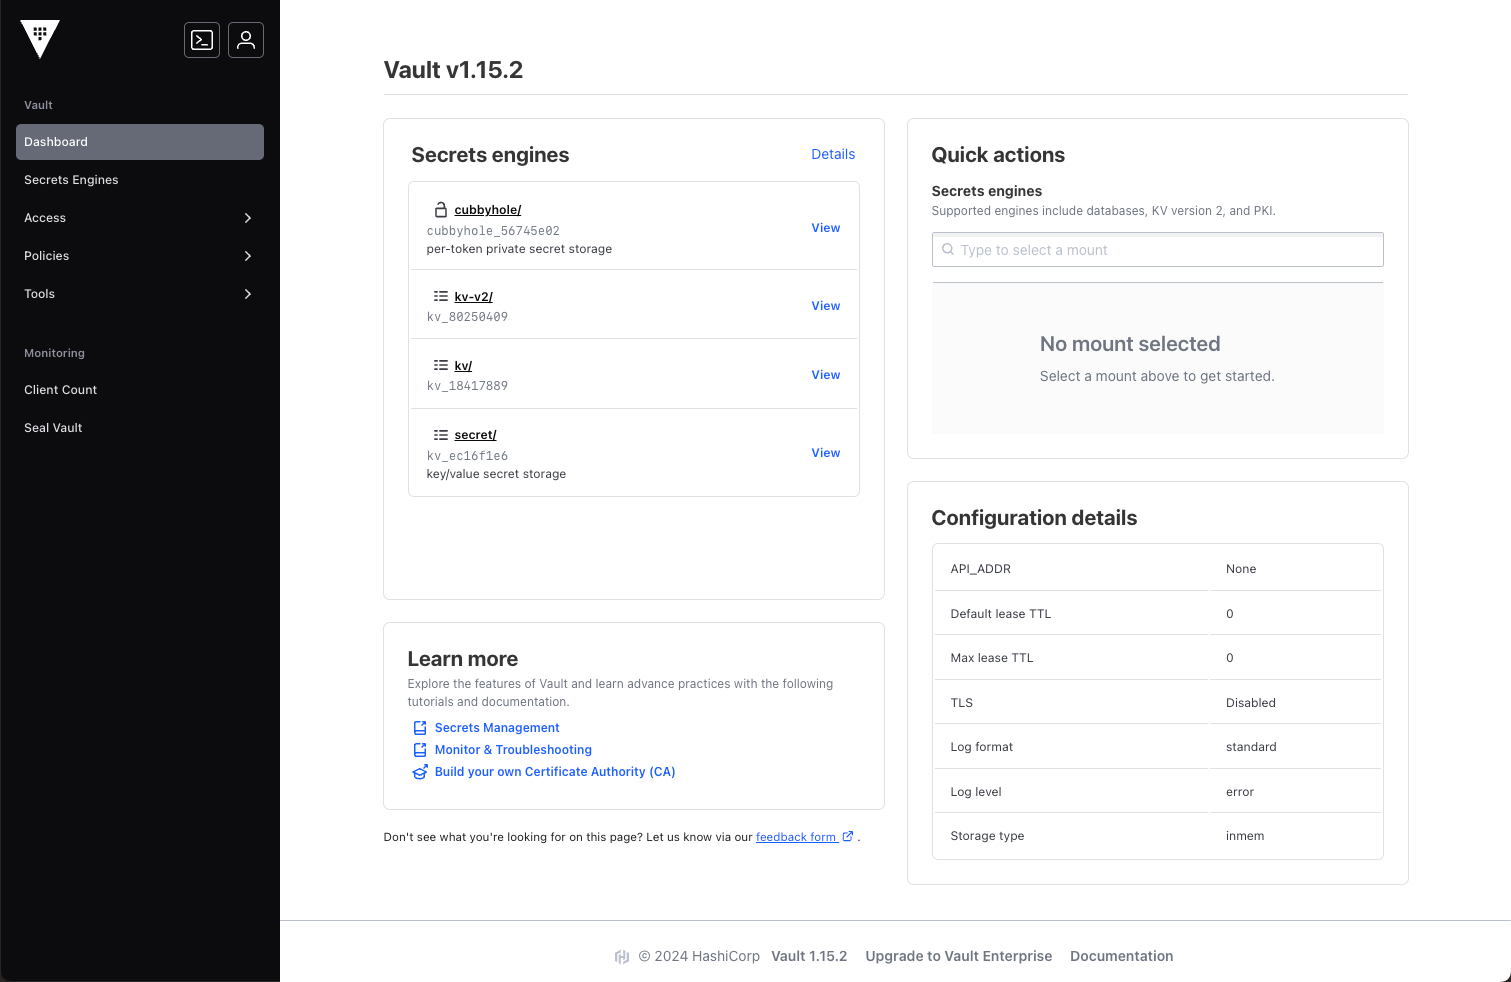 Vault
Dashboard
Secrets Engines
Access
Policies
Tools
Monitoring
Client Count
Seal Vault
Vault v1.15.2
Secrets engines
Details
cubbyhole/
cubbyhole_56745e02
per-token private secret storage
View
kv-v2/
kv_80250409
View
kv/
kv_18417889
View
secret/
kv_ec16f1e6
key/value secret storage
View
Learn more
Explore the features of Vault and learn advance practices with the following
tutorials and documentation.
Secrets Management
Monitor & Troubleshooting
Build your own Certificate Authority (CA)
Don't see what you're looking for on this page? Let us know via our feedback form .
Quick actions
Secrets engines
Supported engines include databases, KV version 2, and PKI.
Type to select a mount
No mount selected
Select a mount above to get started.
Configuration details
API_ADDR None
Default lease TTL 0
Max lease TTL 0
TLS Disabled
Log format standard
Log level error
Storage type inmem
© 2024 HashiCorp Vault 1.15.2 Upgrade to Vault Enterprise Documentation